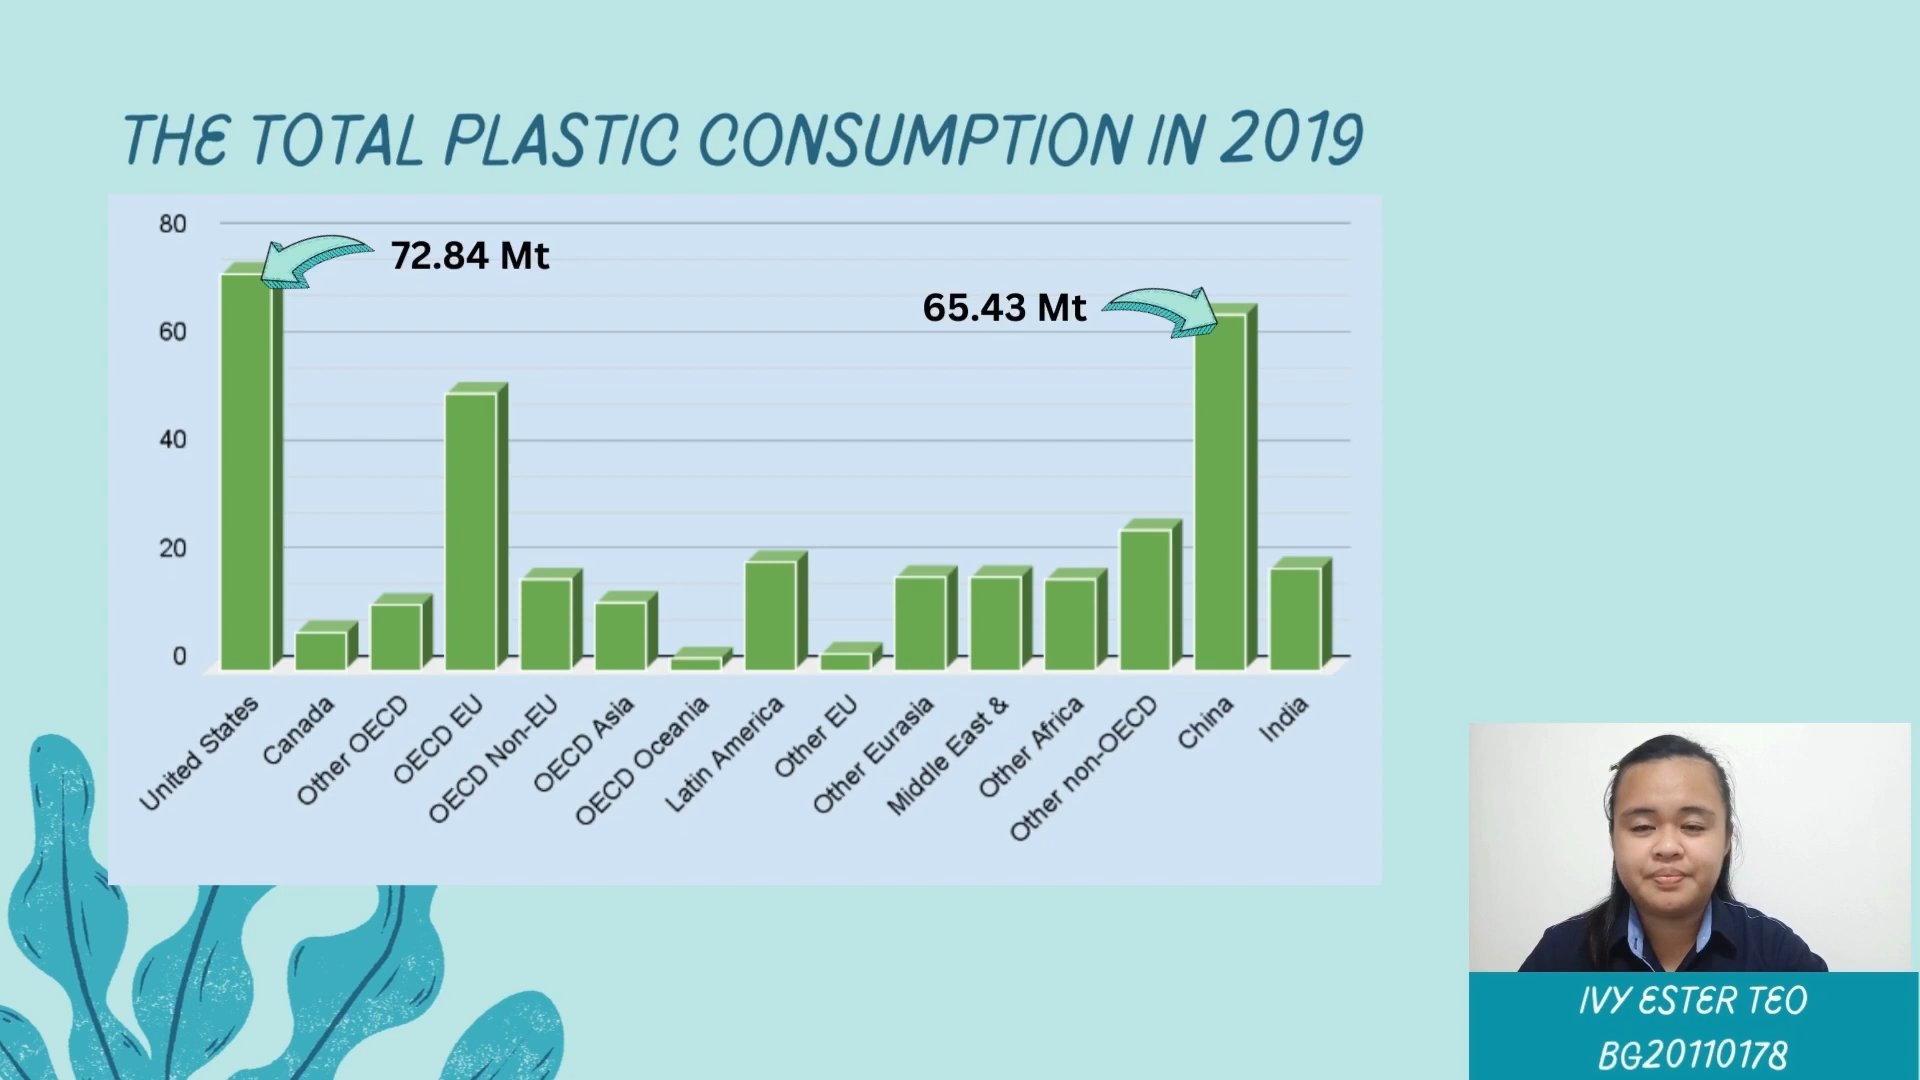 THE TOTAL PLASTIC CONSUMPTION IN 2019
80
72.84 Mt
65.43 Mt
60
40
20
0
United States
Canada
Other OECD
OECD EU
OECD Non-EU
OECD Asia
OECD Oceania
Latin America
Other EU
Other Eurasia
Middle East &
Other Africa
Other non-OECD
China
India
IVY ESTER TEO
BG20110178